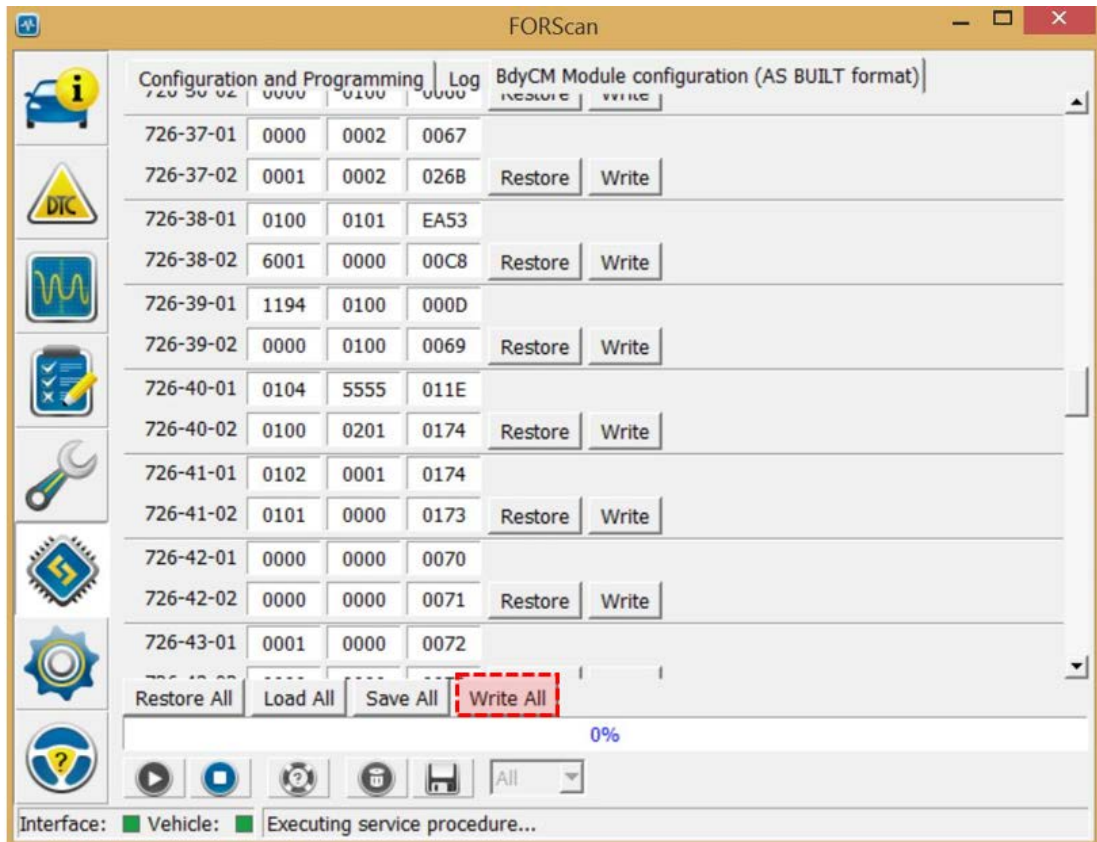 FORScan
Configuration and Programming Log BdyCM Module configuration (AS BUILT format)
Restore Write
726-37-01 0000 0002 0067
726-37-02 0001 0002 026B Restore Write
726-38-01 0100 0101 EA53
726-38-02 6001 0000 00C8 Restore Write
726-39-01 1194 0100 000D
726-39-02 0000 0100 0069 Restore Write
726-40-01 0104 5555 011E
726-40-02 0100 0201 0174 Restore Write
726-41-01 0102 0001 0174
726-41-02 0101 0000 0173 Restore Write
726-42-01 0000 0000 0070
726-42-02 0000 0000 0071 Restore Write
726-43-01 0001 0000 0072
Restore All Load All Save All Write All
0%
All
Interface: Vehicle: Executing service procedure...
i
DTC
?
?